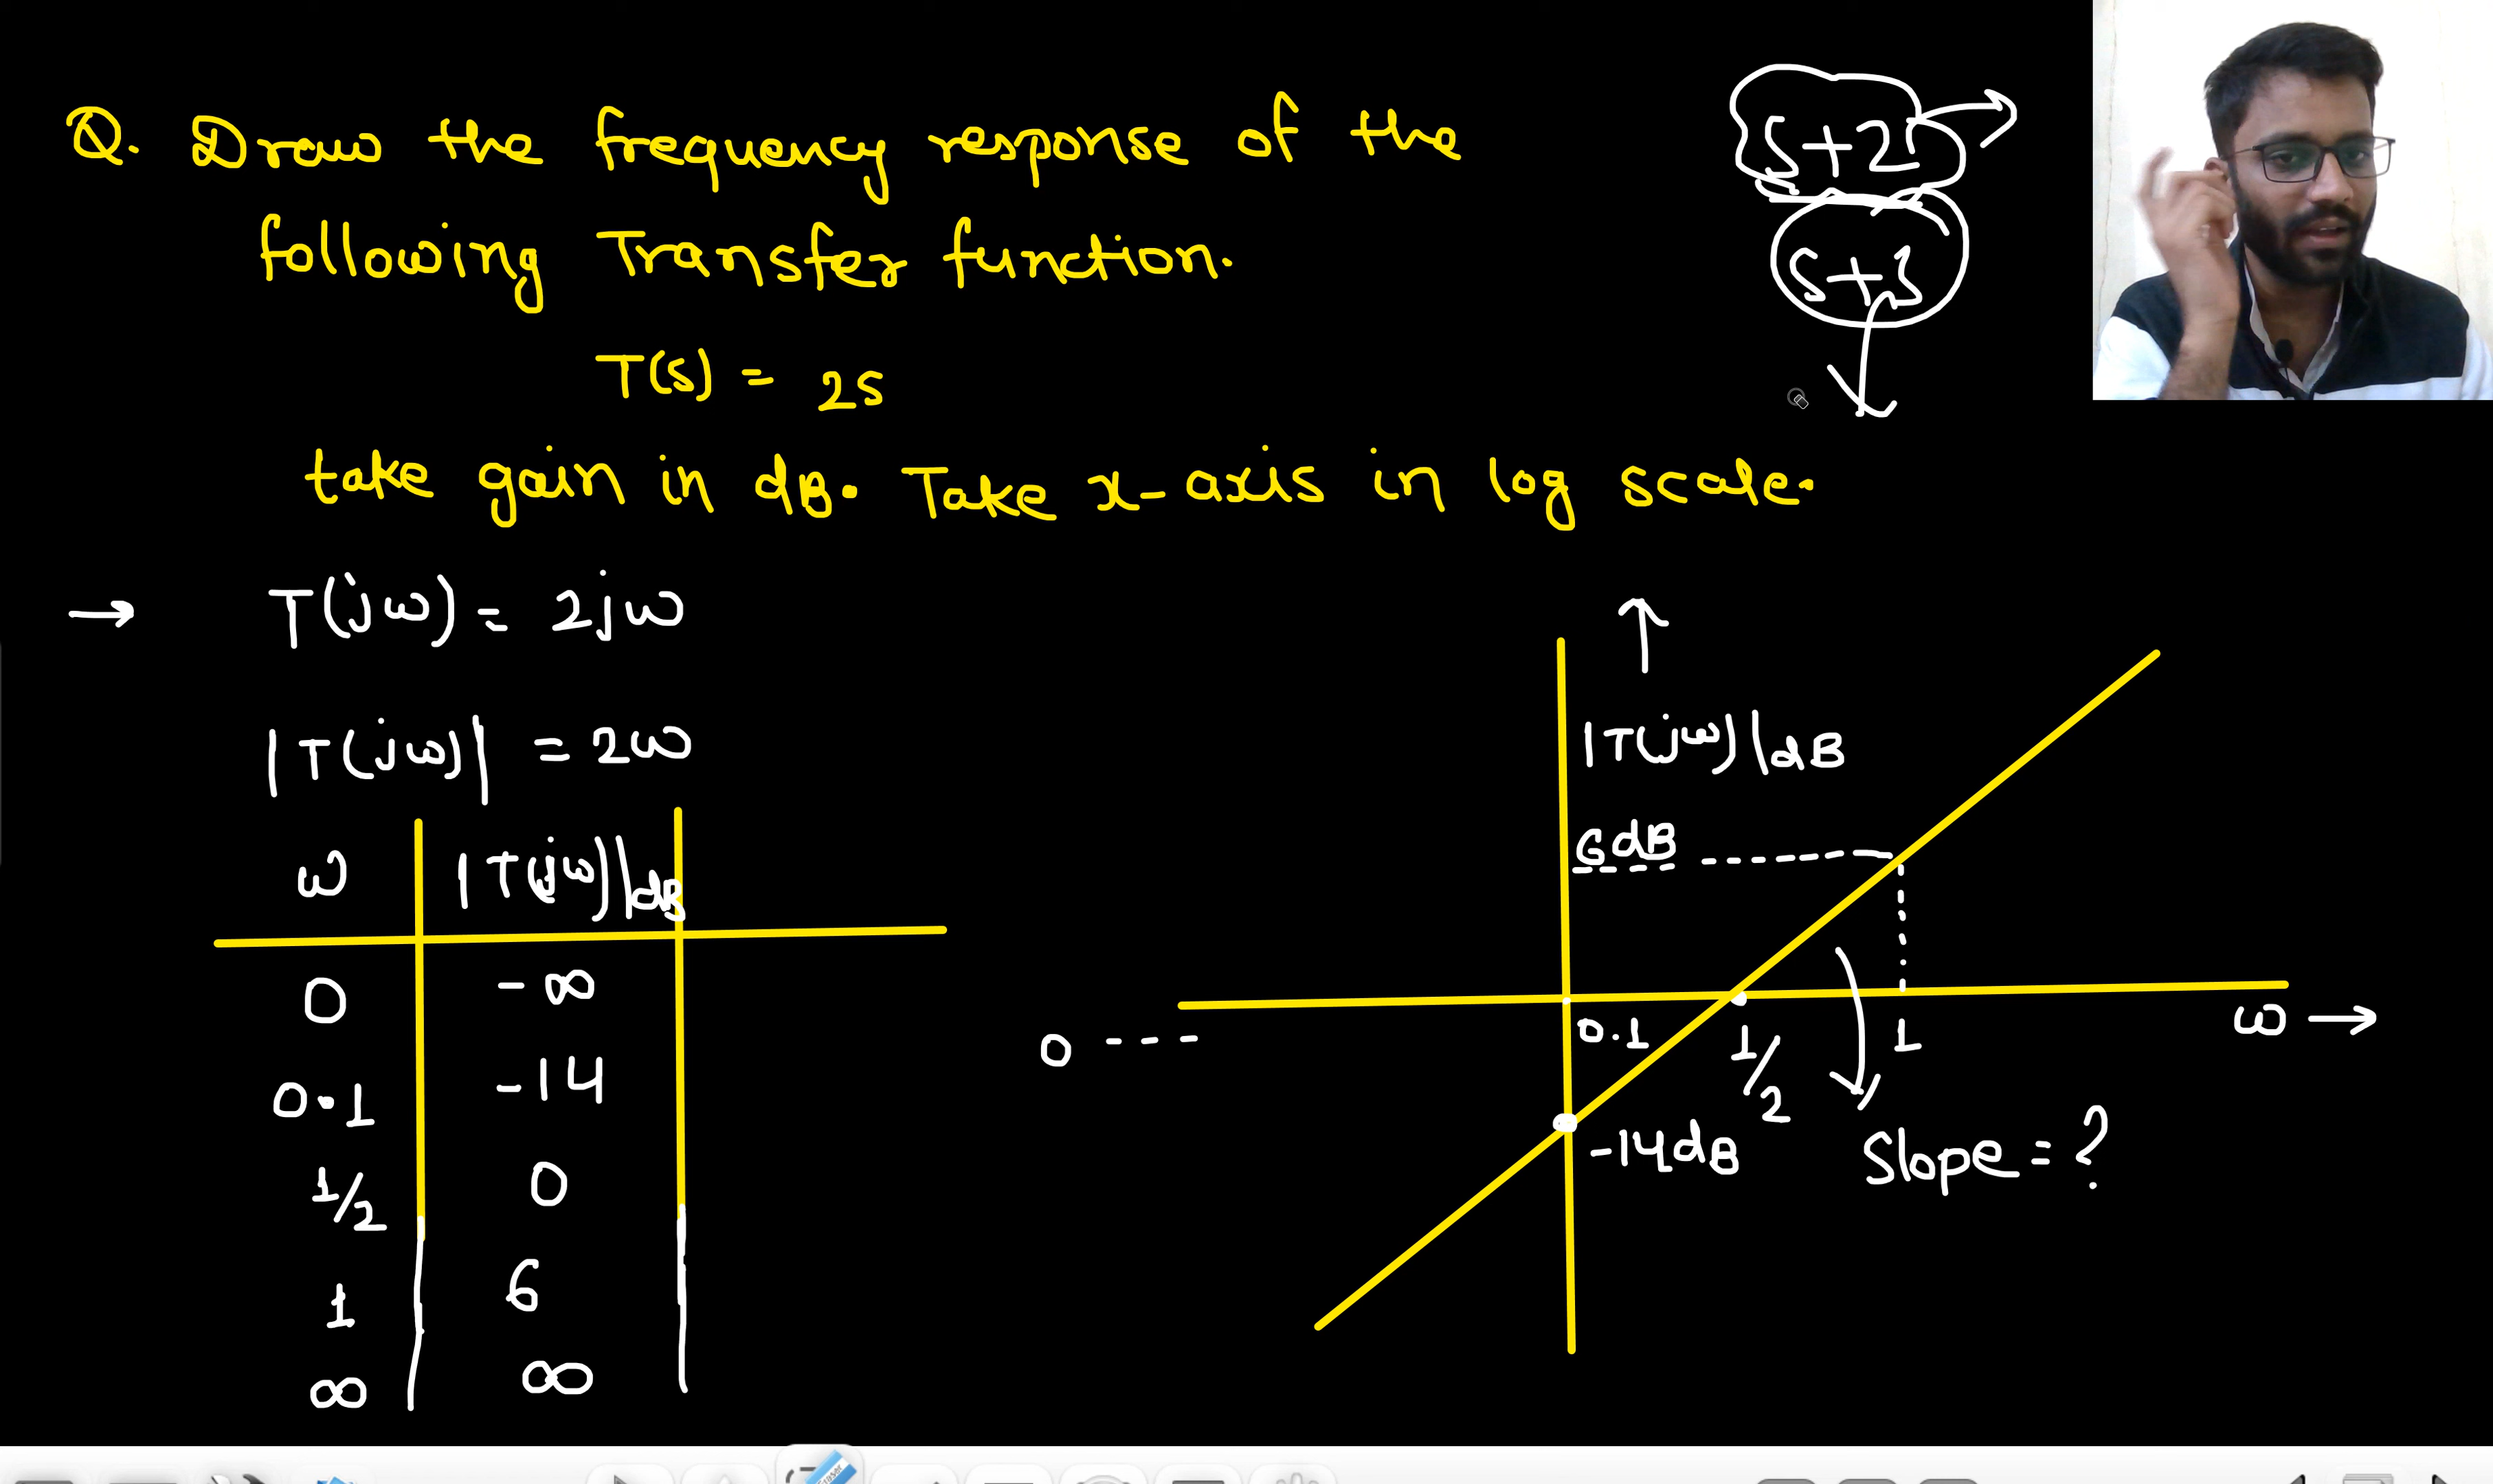 Q. Draw the frequency response of the
following Transfer function.
T(s) = 2s
take gain in dB. Take x-axis in log scale.
s+2
s+3
→ T(jω) = 2jω
|T(jω)| = 2ω
ω |T(jω)|dB
0 -∞
0.1 -14
1/2 0
1 6
∞ ∞
↑
|T(jω)|dB
6dB
0 --- 0.1 1/2 1 ω →
-14dB
Slope = ?